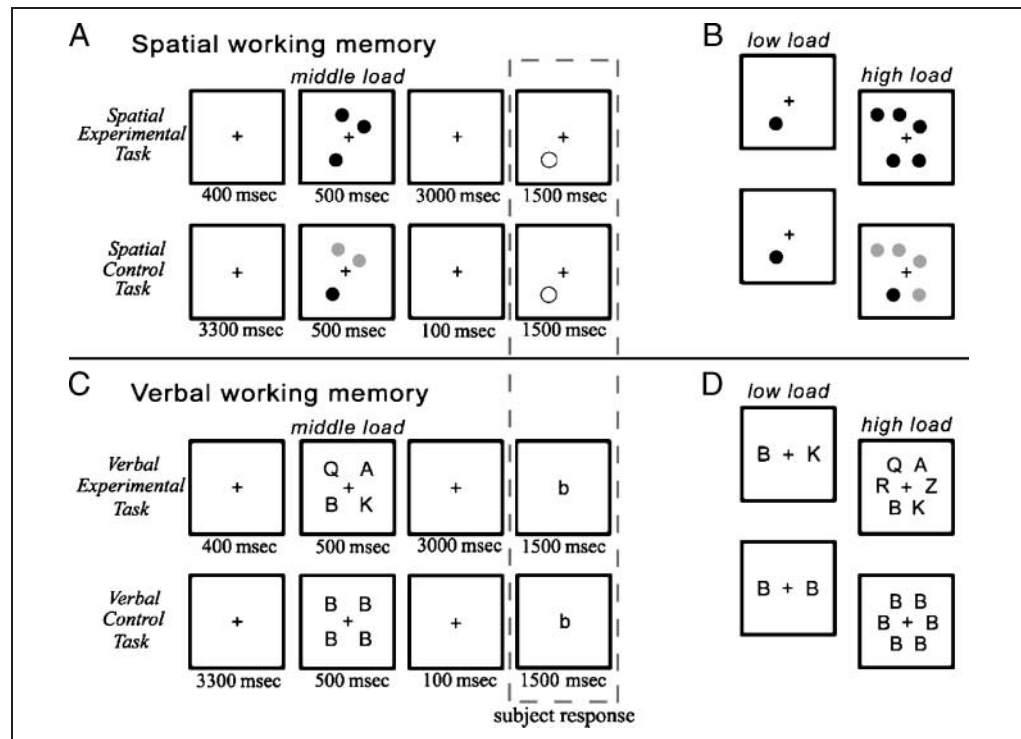 A Spatial working memory
middle load
Spatial
Experimental
Task
+ + + +
400 msec 500 msec 3000 msec 1500 msec
Spatial
Control
Task
+ + + +
3300 msec 500 msec 100 msec 1500 msec
B
low load
high load
+ +
+ +
C Verbal working memory
middle load
Verbal
Experimental
Task
Q A
+ + + b
B K
400 msec 500 msec 3000 msec 1500 msec
Verbal
Control
Task
B B
+ + + b
B B
3300 msec 500 msec 100 msec 1500 msec
subject response
D
low load
high load
B + K
Q A
R + Z
B K
B + B
B B
B + B
B B